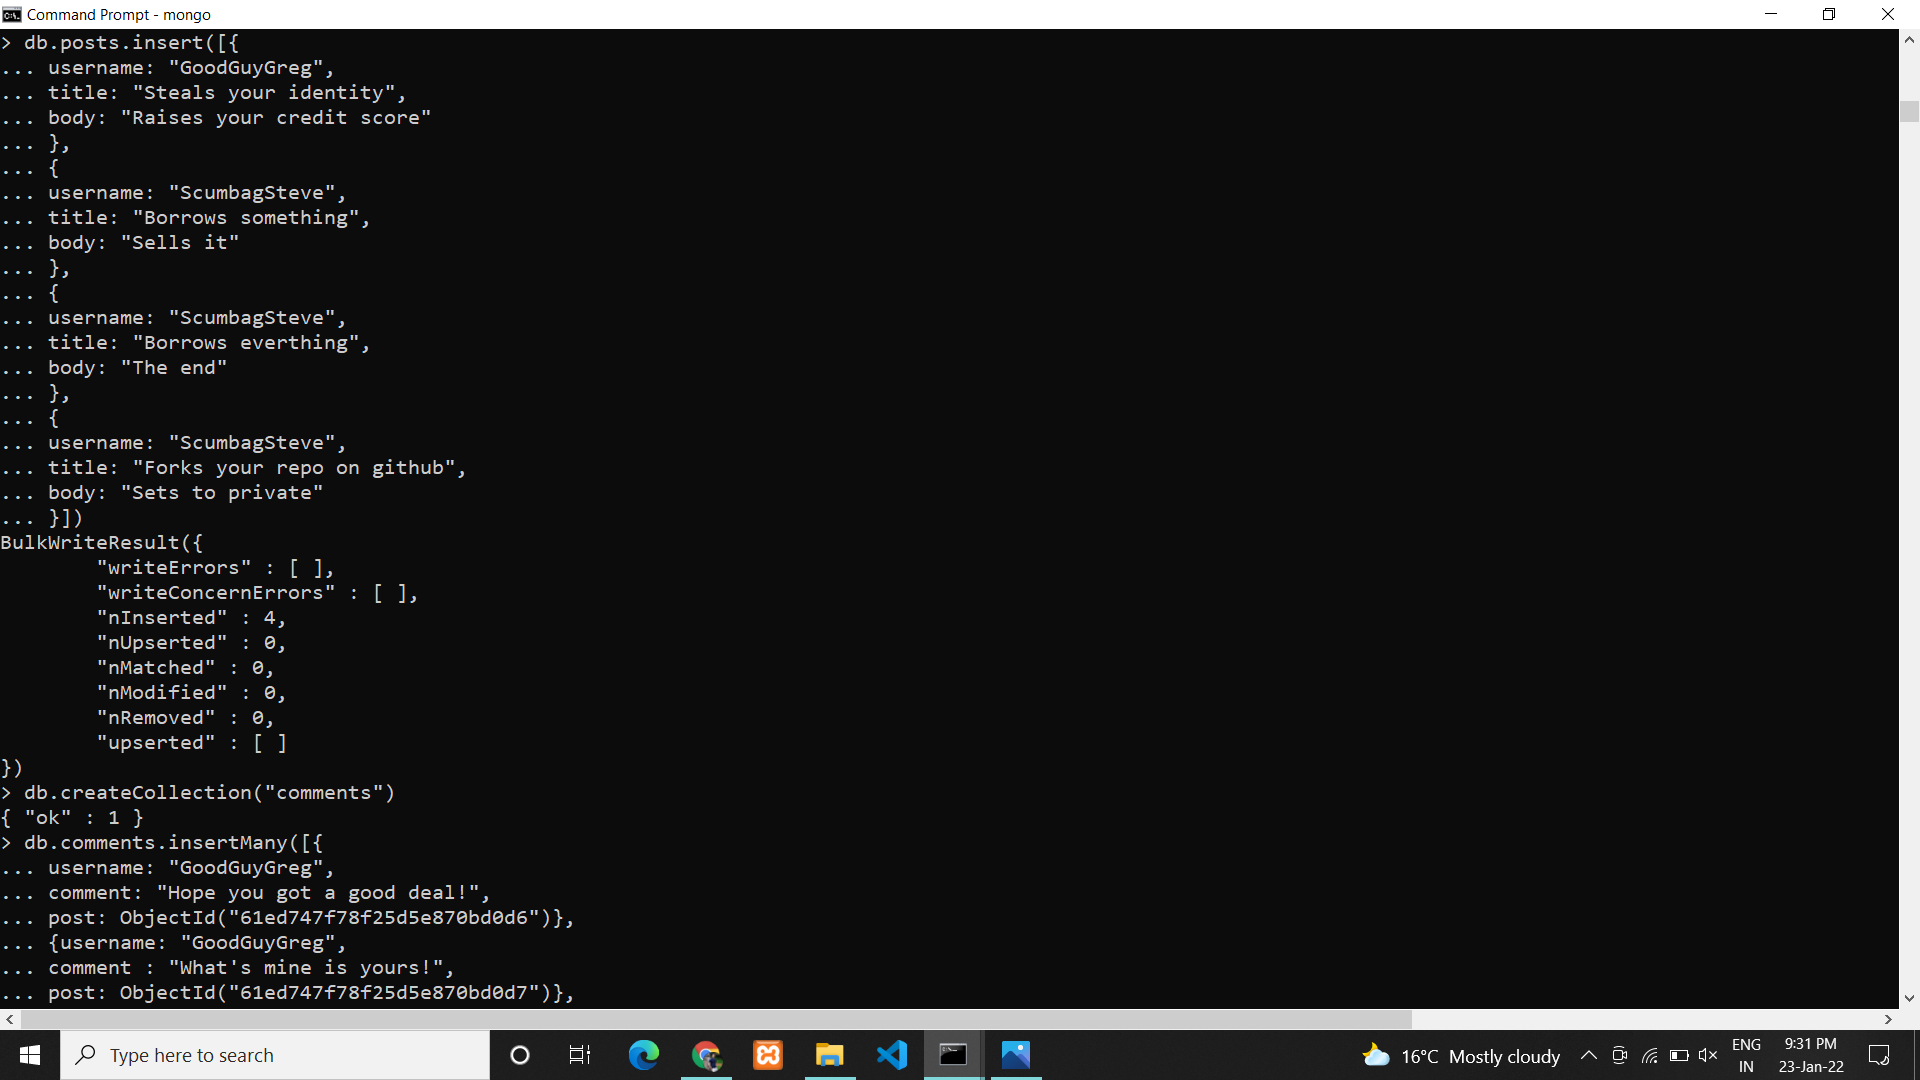 Command Prompt - mongo
> db.posts.insert([{
... username: "GoodGuyGreg",
... title: "Steals your identity",
... body: "Raises your credit score"
... },
... {
... username: "ScumbagSteve",
... title: "Borrows something",
... body: "Sells it"
... },
... {
... username: "ScumbagSteve",
... title: "Borrows everthing",
... body: "The end"
... },
... {
... username: "ScumbagSteve",
... title: "Forks your repo on github",
... body: "Sets to private"
... }])
BulkWriteResult({
        "writeErrors" : [ ],
        "writeConcernErrors" : [ ],
        "nInserted" : 4,
        "nUpserted" : 0,
        "nMatched" : 0,
        "nModified" : 0,
        "nRemoved" : 0,
        "upserted" : [ ]
})
> db.createCollection("comments")
{ "ok" : 1 }
> db.comments.insertMany([{
... username: "GoodGuyGreg",
... comment: "Hope you got a good deal!",
... post: ObjectId("61ed747f78f25d5e870bd0d6")},
... {username: "GoodGuyGreg",
... comment : "What's mine is yours!",
... post: ObjectId("61ed747f78f25d5e870bd0d7")},
Type here to search
16°C Mostly cloudy
ENG
IN
9:31 PM
23-Jan-22